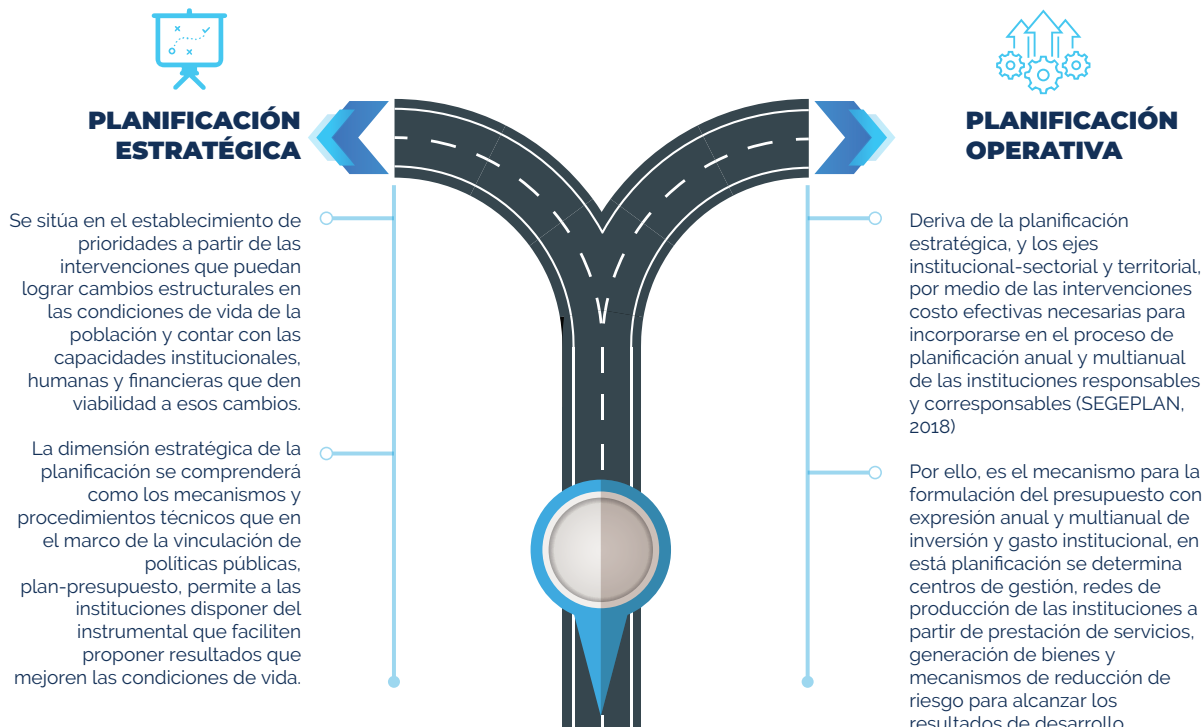 PLANIFICACIÓN
ESTRATÉGICA
Se sitúa en el establecimiento de
prioridades a partir de las
intervenciones que puedan
lograr cambios estructurales en
las condiciones de vida de la
población y contar con las
capacidades institucionales,
humanas y financieras que den
viabilidad a esos cambios.
La dimensión estratégica de la
planificación se comprenderá
como los mecanismos y
procedimientos técnicos que en
el marco de la vinculación de
políticas públicas,
plan-presupuesto, permite a las
instituciones disponer del
instrumental que faciliten
proponer resultados que
mejoren las condiciones de vida.
PLANIFICACIÓN
OPERATIVA
Deriva de la planificación
estratégica, y los ejes
institucional-sectorial y territorial,
por medio de las intervenciones
costo efectivas necesarias para
incorporarse en el proceso de
planificación anual y multianual
de las instituciones responsables
y corresponsables (SEGEPLAN,
2018)
Por ello, es el mecanismo para la
formulación del presupuesto con
expresión anual y multianual de
inversión y gasto institucional, en
está planificación se determina
centros de gestión, redes de
producción de las instituciones a
partir de prestación de servicios,
generación de bienes y
mecanismos de reducción de
riesgo para alcanzar los
resultados de desarrollo